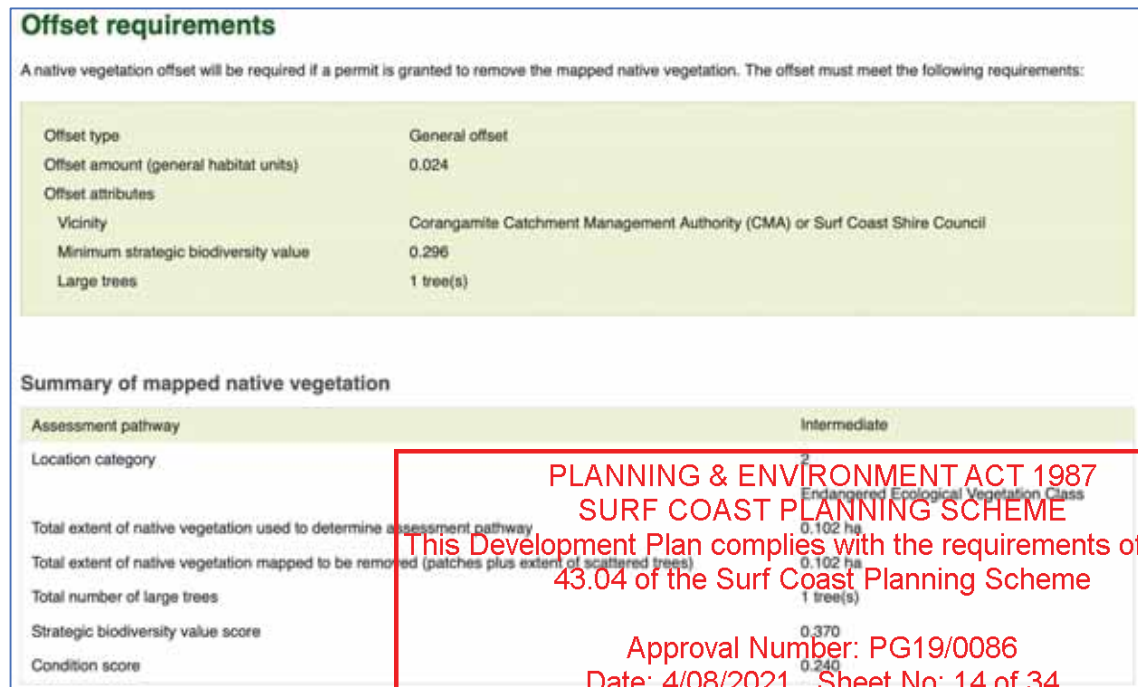 Offset requirements
A native vegetation offset will be required if a permit is granted to remove the mapped native vegetation. The offset must meet the following requirements:
Offset type General offset
Offset amount (general habitat units) 0.024
Offset attributes
Vicinity Corangamite Catchment Management Authority (CMA) or Surf Coast Shire Council
Minimum strategic biodiversity value 0.296
Large trees 1 tree(s)
Summary of mapped native vegetation
Assessment pathway Intermediate
Location category 2
Endangered Ecological Vegetation Class
Total extent of native vegetation used to determine assessment pathway 0.102 ha
Total extent of native vegetation mapped to be removed (patches plus extent of scattered trees) 0.102 ha
Total number of large trees 1 tree(s)
Strategic biodiversity value score 0.370
Condition score 0.240
PLANNING & ENVIRONMENT ACT 1987
SURF COAST PLANNING SCHEME
This Development Plan complies with the requirements of
43.04 of the Surf Coast Planning Scheme
Approval Number: PG19/0086
Date: 4/08/2021 Sheet No: 14 of 34